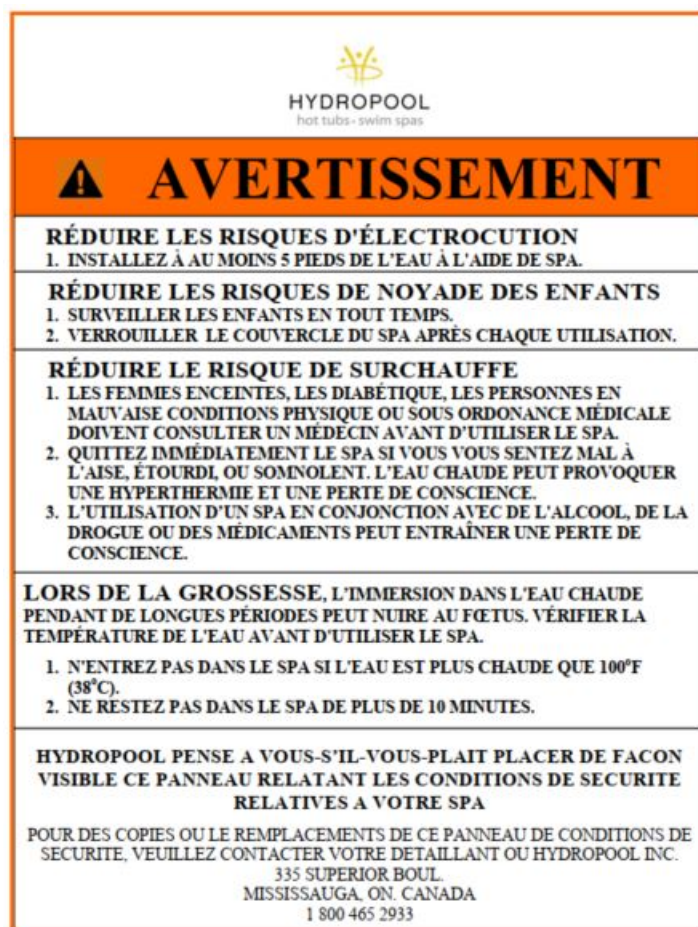 HYDROPOOL
hot tubs - swim spas
AVERTISSEMENT
RÉDUIRE LES RISQUES D'ÉLECTROCUTION
1. INSTALLEZ À AU MOINS 5 PIEDS DE L'EAU À L'AIDE DE SPA.
RÉDUIRE LES RISQUES DE NOYADE DES ENFANTS
1. SURVEILLER LES ENFANTS EN TOUT TEMPS.
2. VERROUILLER LE COUVERCLE DU SPA APRÈS CHAQUE UTILISATION.
RÉDUIRE LE RISQUE DE SURCHAUFFE
1. LES FEMMES ENCEINTES, LES DIABÉTIQUE, LES PERSONNES EN
MAUVAISE CONDITIONS PHYSIQUE OU SOUS ORDONANCE MÉDICALE
DOIVENT CONSULTER UN MÉDECIN AVANT D'UTILISER LE SPA.
2. QUITTEZ IMMÉDIATEMENT LE SPA SI VOUS VOUS SENTEZ MAL À
L'AISE, ÉTOURDI, OU SOMNOLENT. L'EAU CHAUDE PEUT PROVOQUER
UNE HYPERTHERMIE ET UNE PERTE DE CONSCIENCE.
3. L'UTILISATION D'UN SPA EN CONJONCTION AVEC DE L'ALCOOL, DE LA
DROGUE OU DES MÉDICAMENTS PEUT ENTRAÎNER UNE PERTE DE
CONSCIENCE.
LORS DE LA GROSSESSE, L'IMMERSION DANS L'EAU CHAUDE
PENDANT DE LONGUES PÉRIODES PEUT NUIRE AU FŒTUS. VÉRIFIER LA
TEMPÉRATURE DE L'EAU AVANT D'UTILISER LE SPA.
1. N'ENTREZ PAS DANS LE SPA SI L'EAU EST PLUS CHAUDE QUE 100⁰F
(38⁰C).
2. NE RESTEZ PAS DANS LE SPA DE PLUS DE 10 MINUTES.
HYDROPOOL PENSE A VOUS-S'IL-VOUS-PLAIT PLACER DE FACON
VISIBLE CE PANNEAU RELATANT LES CONDITIONS DE SECURITE
RELATIVES A VOTRE SPA
POUR DES COPIES OU LE REMPLACEMENTS DE CE PANNEAU DE CONDITIONS DE
SECURITE, VEUILLEZ CONTACTER VOTRE DETAILLANT OU HYDROPOOL INC.
335 SUPERIOR BOUL.
MISSISSAUGA, ON. CANADA
1 800 465 2933